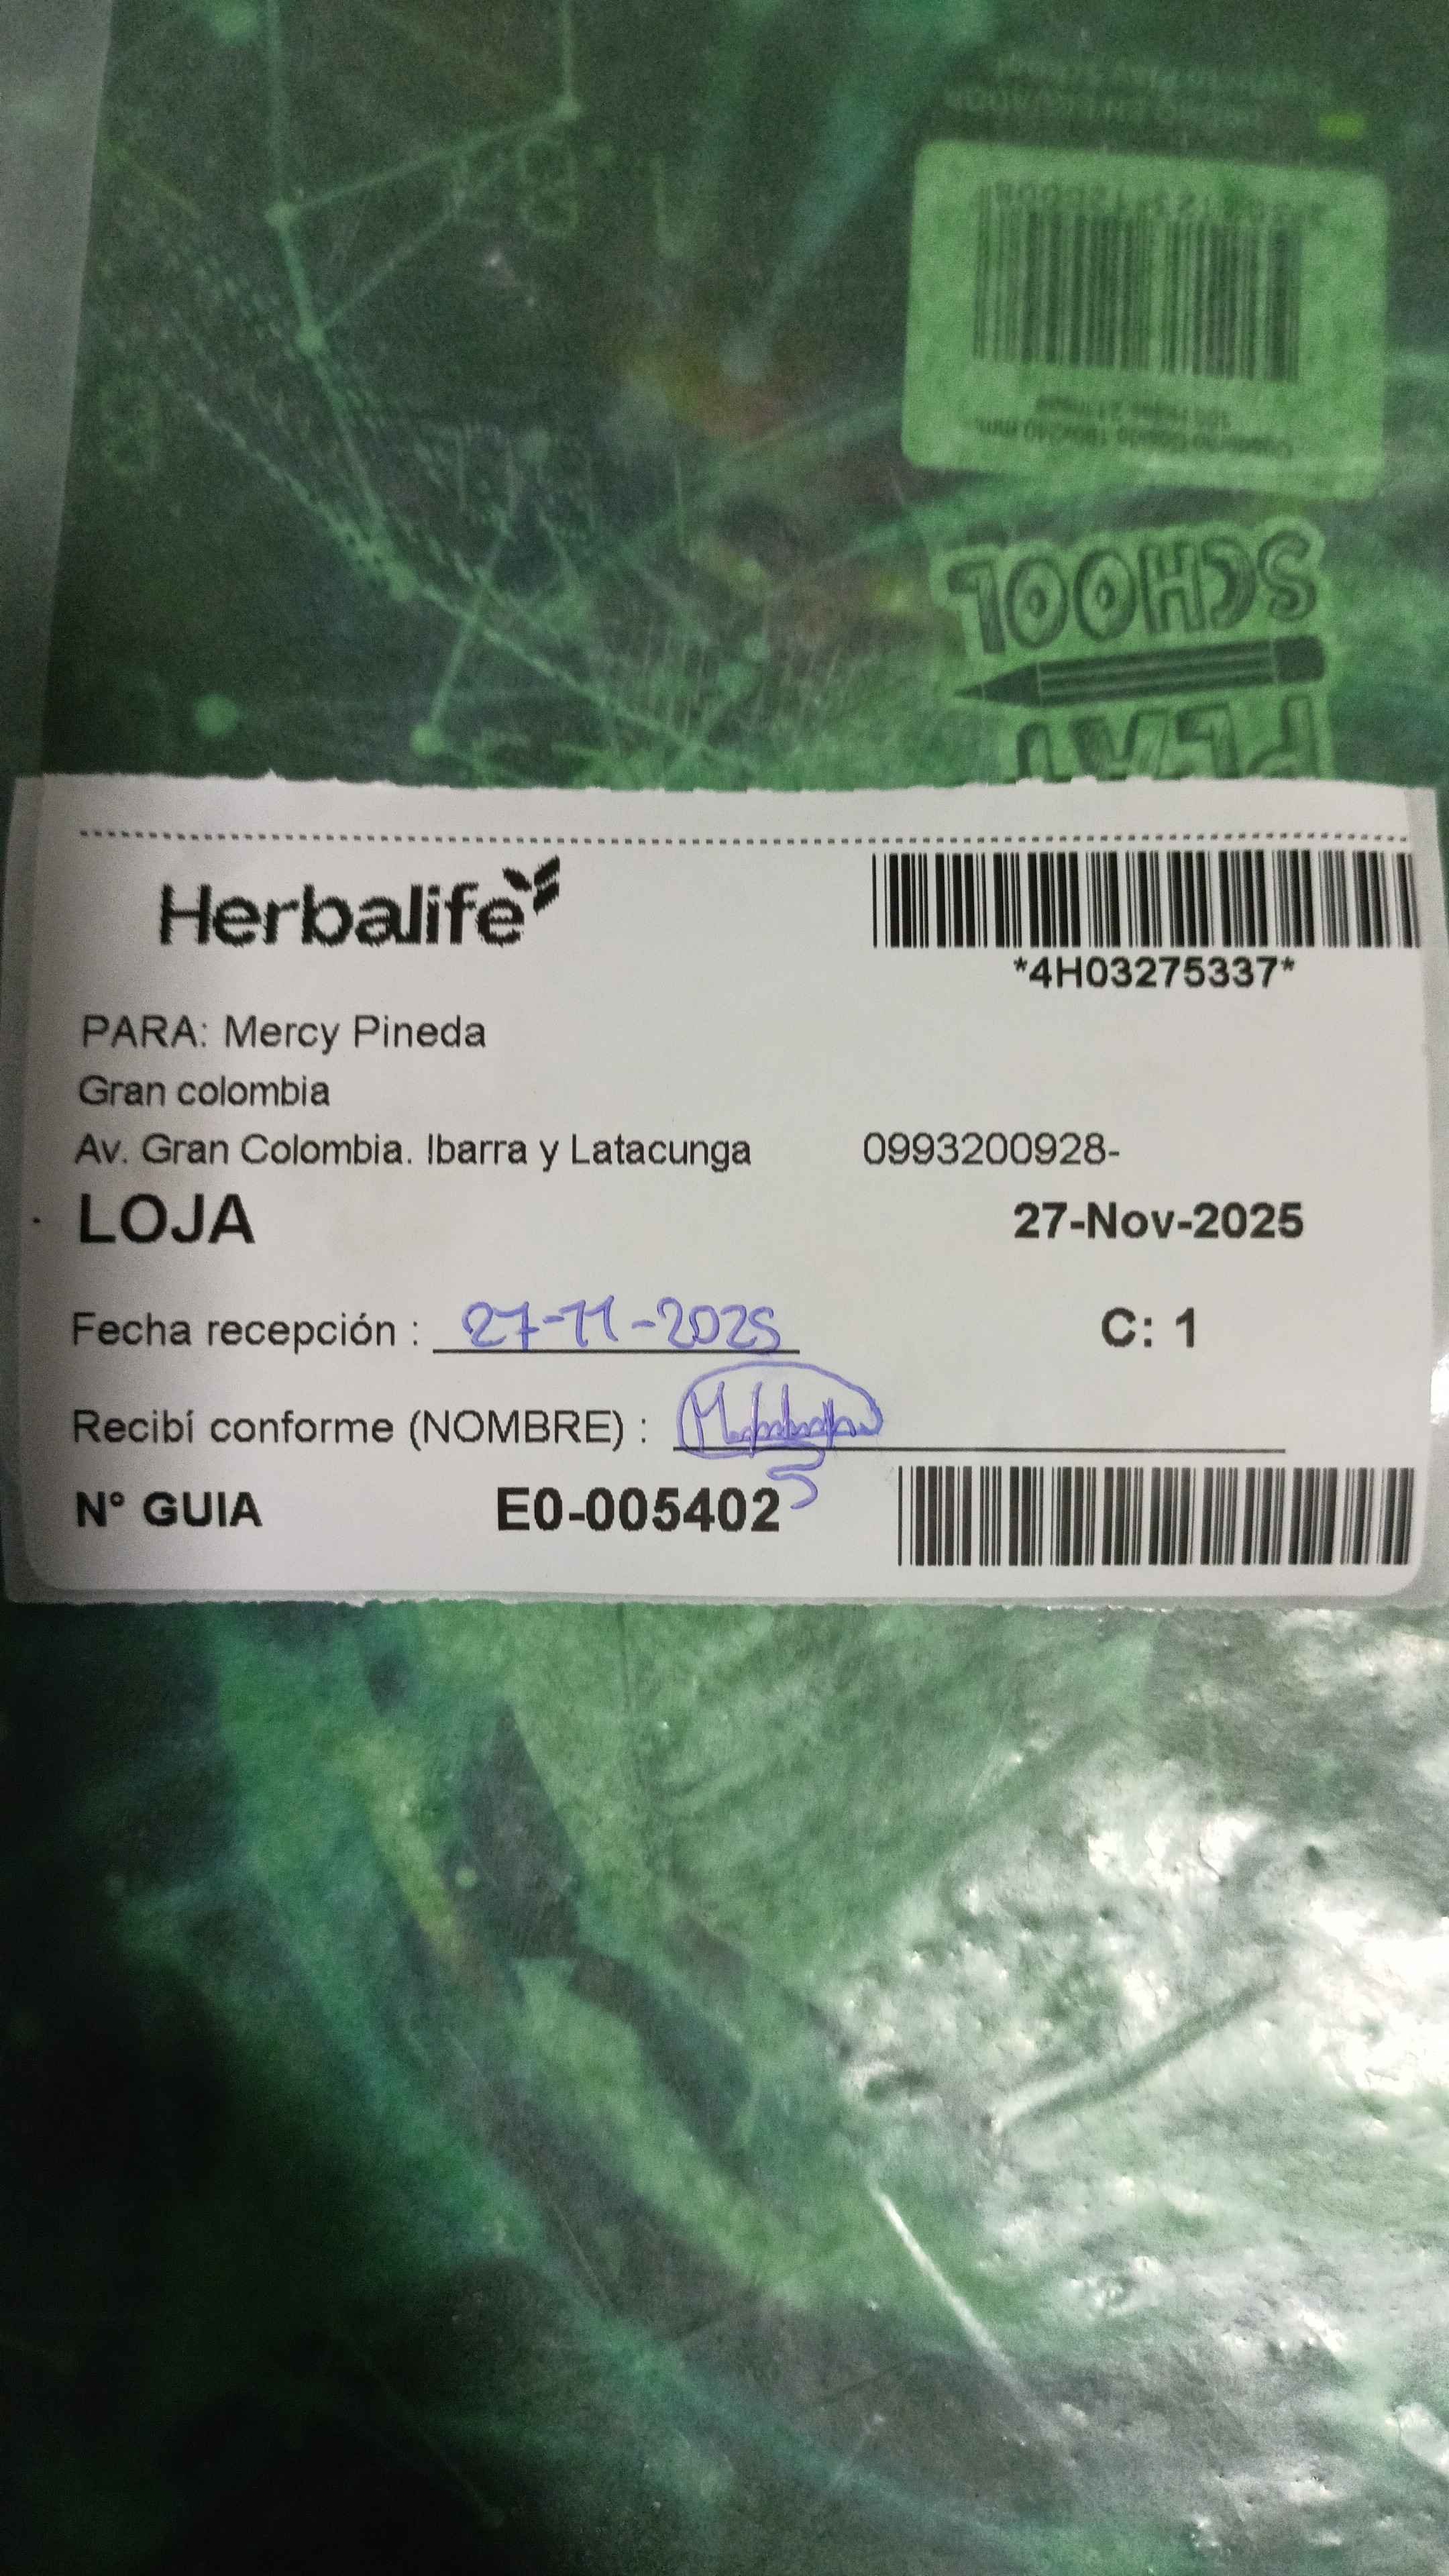 SCHOOL
PLAY
Herbalife
*4H03275337*
PARA: Mercy Pineda
Gran colombia
Av. Gran Colombia. Ibarra y Latacunga 0993200928-
LOJA 27-Nov-2025
Fecha recepción : 27-11-2025 C: 1
Recibí conforme (NOMBRE) :
N° GUIA E0-005402